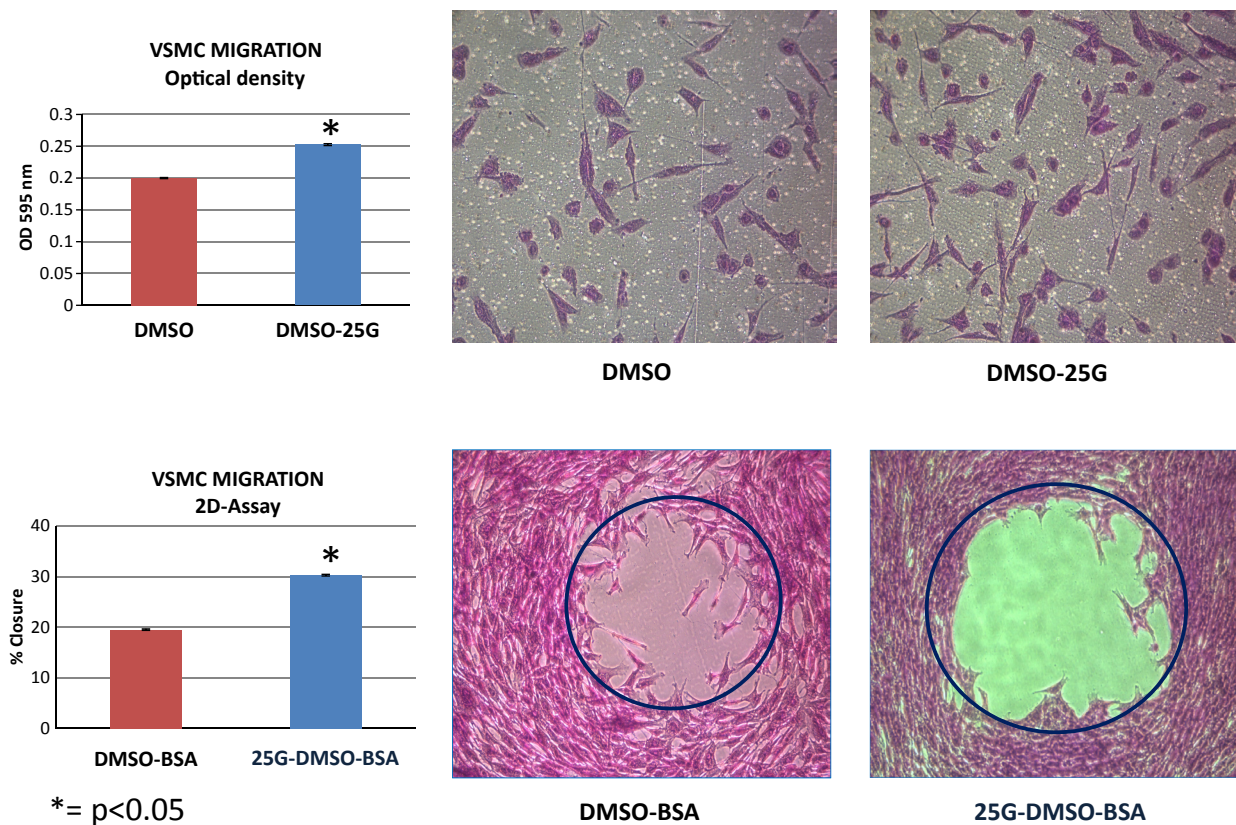 VSMC MIGRATION
Optical density
OD 595 nm
0.3
0.25
0.2
0.15
0.1
0.05
0
*
DMSO
DMSO-25G
DMSO
DMSO-25G
VSMC MIGRATION
2D-Assay
% Closure
40
30
20
10
0
*
DMSO-BSA
25G-DMSO-BSA
*= p<0.05
DMSO-BSA
25G-DMSO-BSA